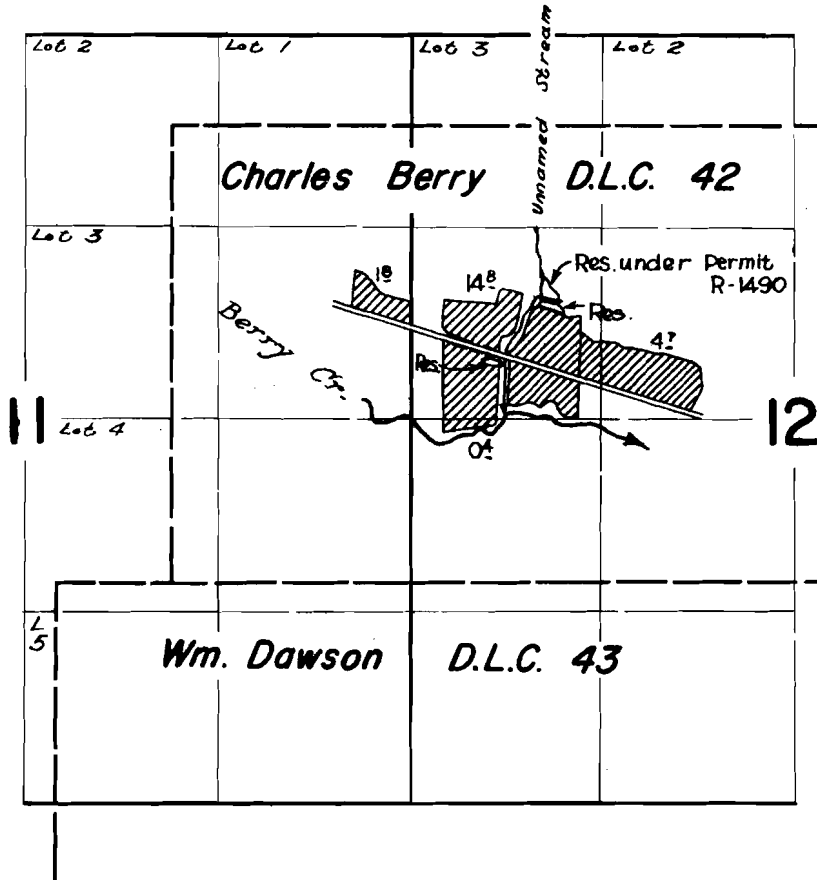 Lot 2
Lot 1
Lot 3
Lot 2
Unnamed Stream
Charles Berry D.L.C. 42
Lot 3
Res. under Permit
R-1490
1.8
14.8
Res.
Berry Cr.
Res.
4.7
11
Lot 4
12
0.4
L
5
Wm. Dawson D.L.C. 43